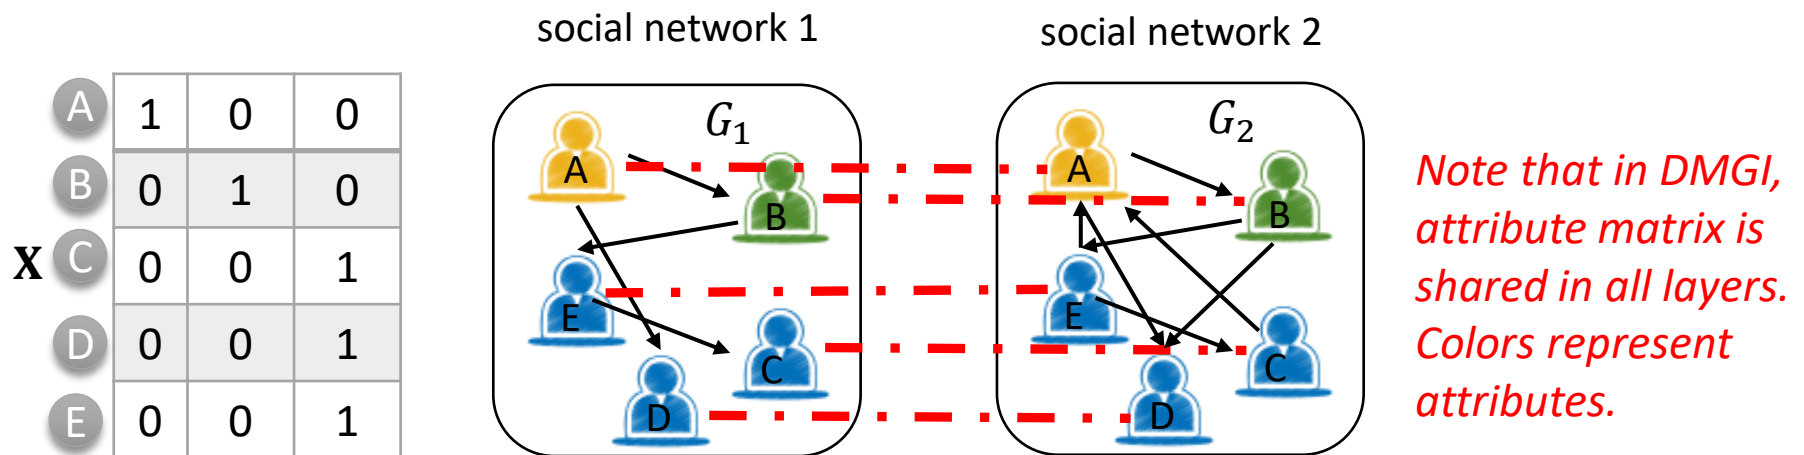 social network 1
social network 2
X
A 1 0 0
B 0 1 0
C 0 0 1
D 0 0 1
E 0 0 1
G1
A
B
E
C
D
G2
A
B
E
C
D
Note that in DMGI,
attribute matrix is
shared in all layers.
Colors represent
attributes.